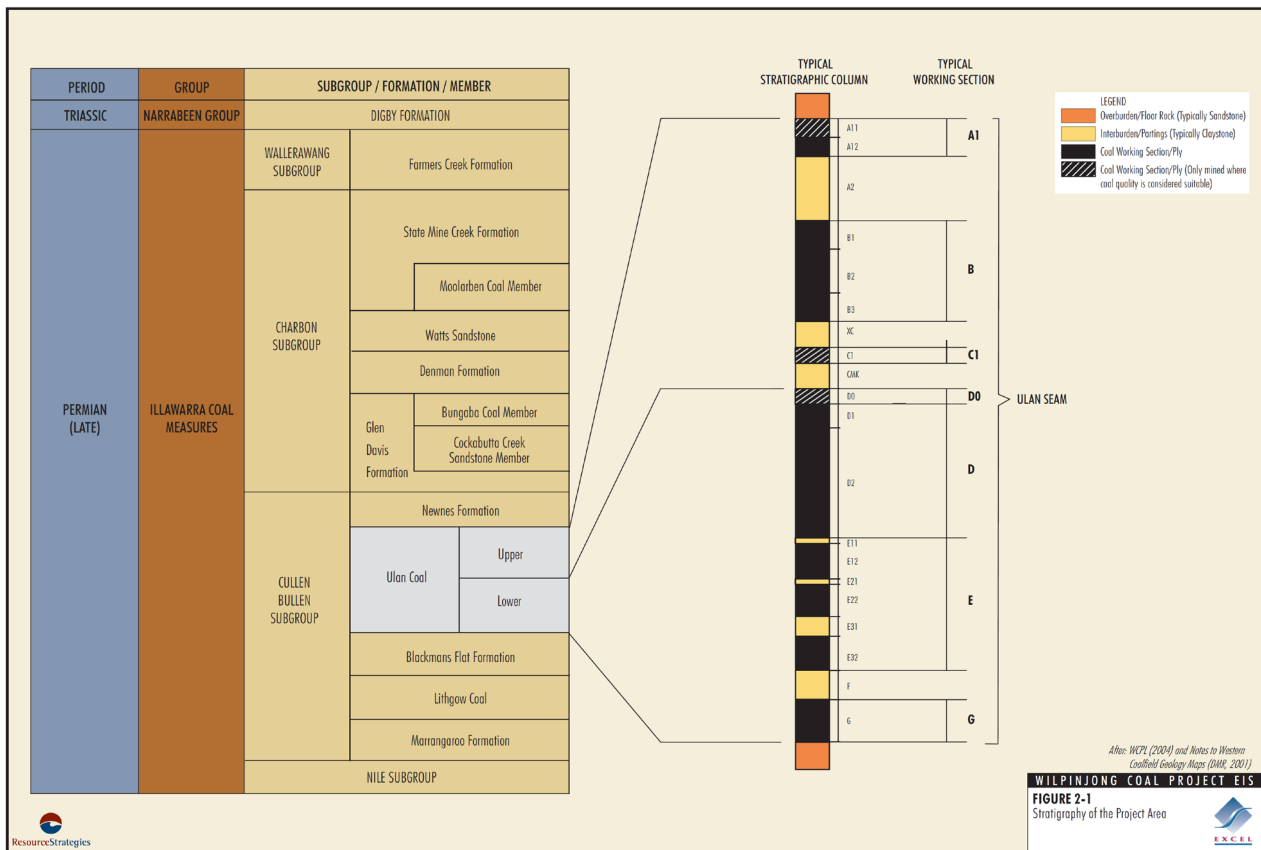 PERIOD
GROUP
SUBGROUP / FORMATION / MEMBER
TRIASSIC
NARRABEEN GROUP
DIGBY FORMATION
PERMIAN
(LATE)
ILLAWARRA COAL
MEASURES
WALLERAWANG
SUBGROUP
Farmers Creek Formation
CHARBON
SUBGROUP
State Mine Creek Formation
Moolarben Coal Member
Watts Sandstone
Denman Formation
Glen
Davis
Formation
Bungaba Coal Member
Cockabutta Creek
Sandstone Member
CULLEN
BULLEN
SUBGROUP
Newnes Formation
Ulan Coal
Upper
Lower
Blackmans Flat Formation
Lithgow Coal
Marrangaroo Formation
NILE SUBGROUP
TYPICAL
STRATIGRAPHIC COLUMN
A11
A12
A2
B1
B2
B3
XC
C1
CMK
D0
D1
D2
E11
E12
E21
E22
E31
E32
F
G
TYPICAL
WORKING SECTION
A1
B
C1
D0
D
E
G
ULAN SEAM
LEGEND
Overburden/Floor Rock (Typically Sandstone)
Interburden/Partings (Typically Claystone)
Coal Working Section/Ply
Coal Working Section/Ply (Only mined where
coal quality is considered suitable)
After: WCPL (2004) and Notes to Western
Coalfield Geology Maps (DMR, 2001)
WILPINJONG COAL PROJECT EIS
FIGURE 2-1
Stratigraphy of the Project Area
EXCEL
ResourceStrategies